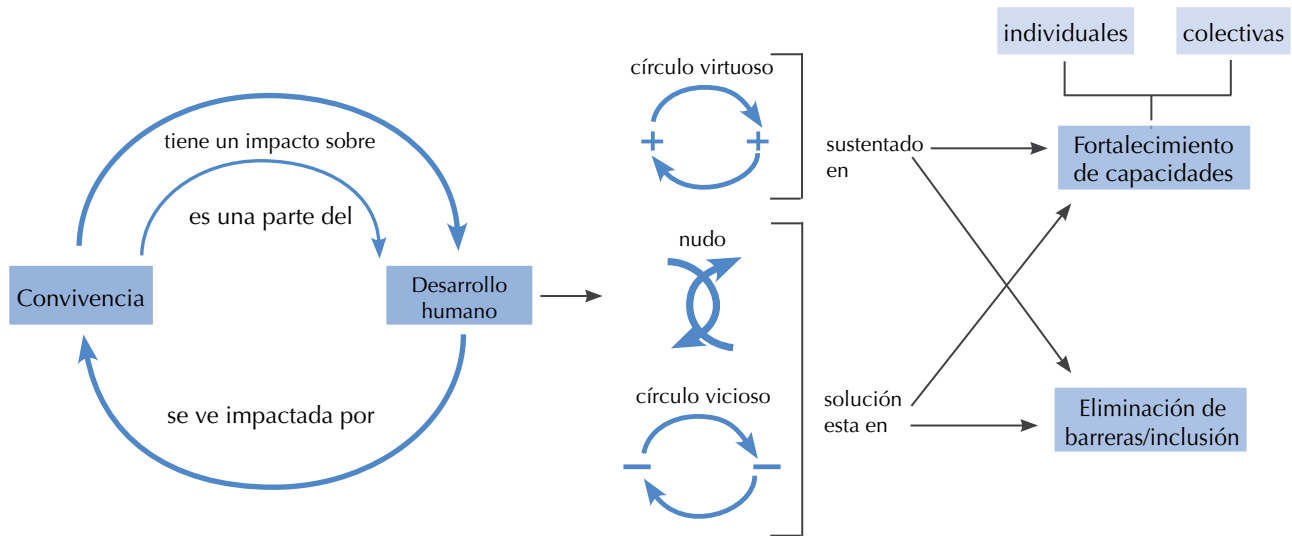 individuales
colectivas
círculo virtuoso
tiene un impacto sobre
es una parte del
sustentado
en
Fortalecimiento
de capacidades
nudo
Convivencia
Desarrollo
humano
se ve impactada por
círculo vicioso
solución
esta en
Eliminación de
barreras/inclusión